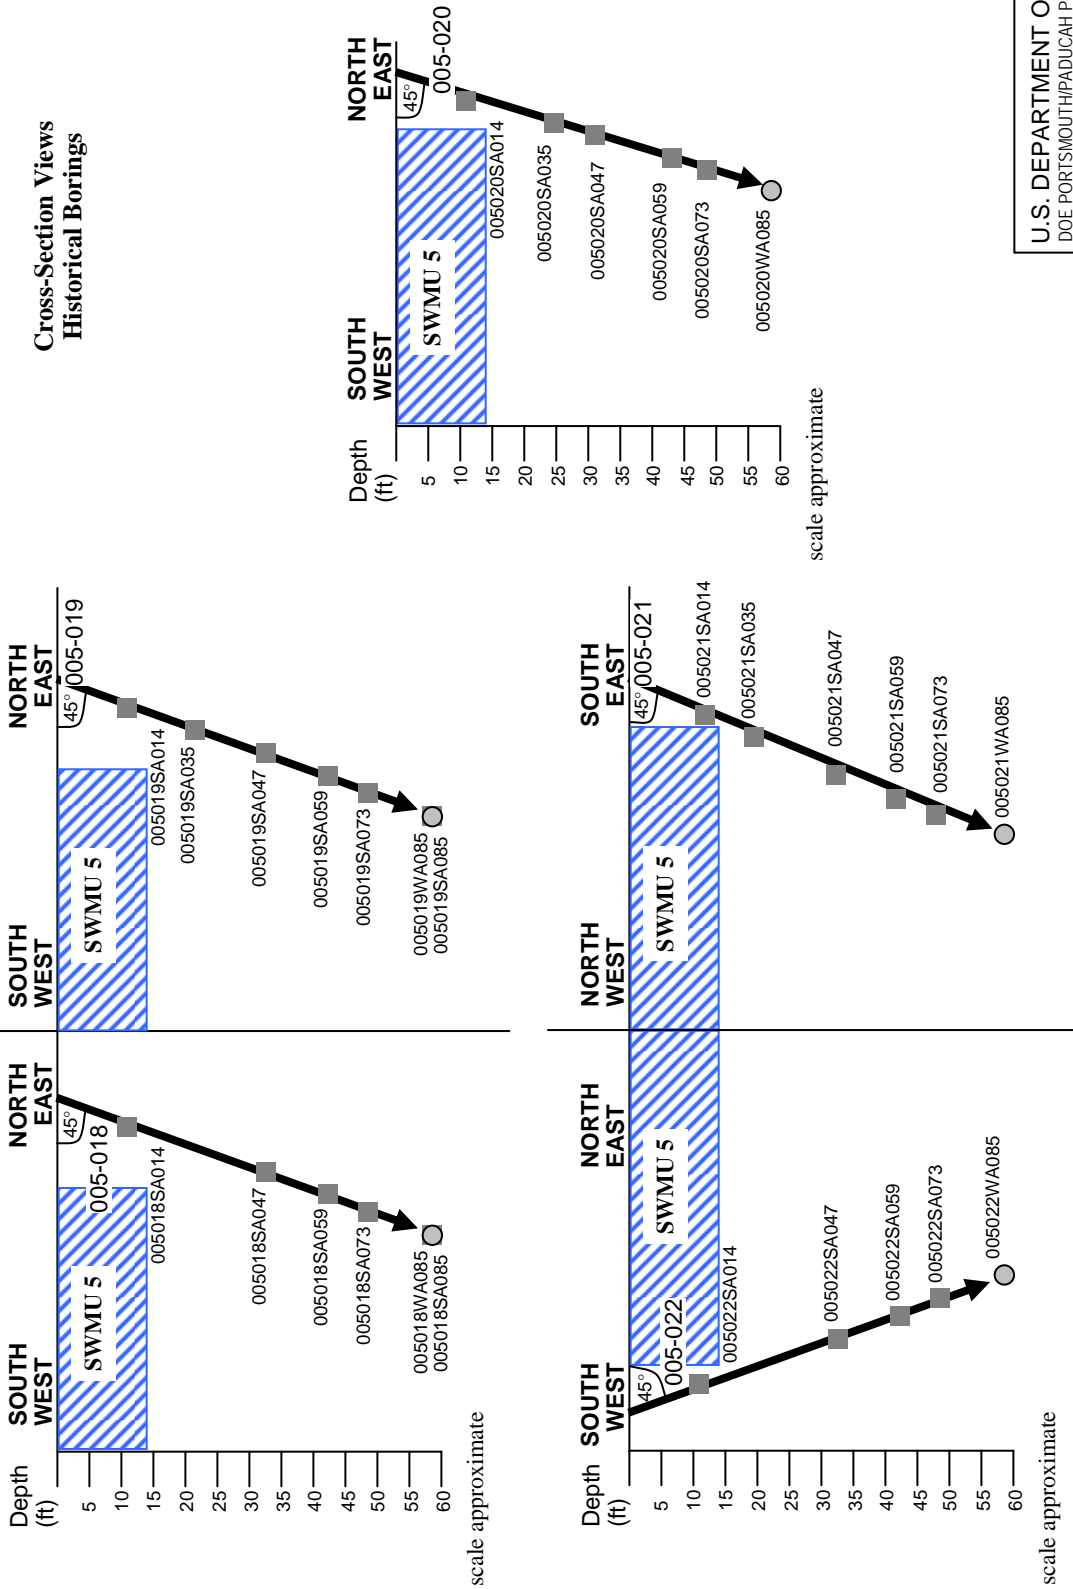 Cross-Section Views
Historical Borings
SOUTH
WEST
NORTH
EAST
Depth
(ft)
5
10
15
20
25
30
35
40
45
50
55
60
scale approximate
SWMU 5
45°
005-018
005018SA014
005018SA047
005018SA059
005018SA073
005018WA085
005018SA085
SOUTH
WEST
NORTH
EAST
SWMU 5
45°
005-019
005019SA014
005019SA035
005019SA047
005019SA059
005019SA073
005019WA085
005019SA085
SOUTH
WEST
NORTH
EAST
Depth
(ft)
5
10
15
20
25
30
35
40
45
50
55
60
scale approximate
SWMU 5
45°
005-020
005020SA014
005020SA035
005020SA047
005020SA059
005020SA073
005020WA085
SOUTH
WEST
NORTH
EAST
Depth
(ft)
5
10
15
20
25
30
35
40
45
50
55
60
scale approximate
SWMU 5
45°
005-022
005022SA014
005022SA047
005022SA059
005022SA073
005022WA085
NORTH
WEST
SOUTH
EAST
SWMU 5
45°
005-021
005021SA014
005021SA035
005021SA047
005021SA059
005021SA073
005021WA085
U.S. DEPARTMENT O
DOE PORTSMOUTH/PADUCAH P